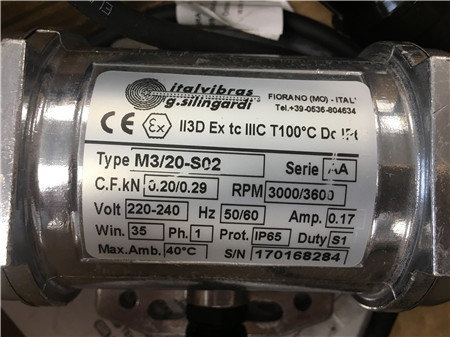 italvibras
g.silingardi
FIORANO (MO) - ITAL
Tel.+39-0536-804634
CE Ex II3D Ex tc IIIC T100°C Dc
Type M3/20-S02 Serie AA
C.F.kN 0.20/0.29 RPM 3000/3600
Volt 220-240 Hz 50/60 Amp. 0.17
Win. 35 Ph. 1 Prot. IP65 Duty S1
Max.Amb. 40°C S/N 170168284